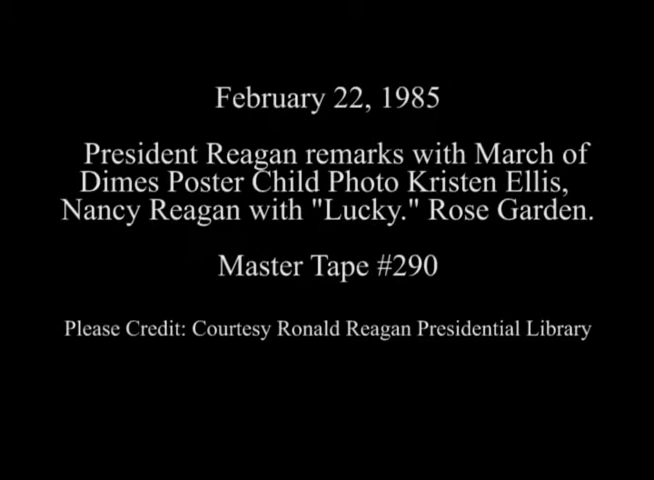 February 22, 1985
President Reagan remarks with March of
Dimes Poster Child Photo Kristen Ellis,
Nancy Reagan with "Lucky." Rose Garden.
Master Tape #290
Please Credit: Courtesy Ronald Reagan Presidential Library